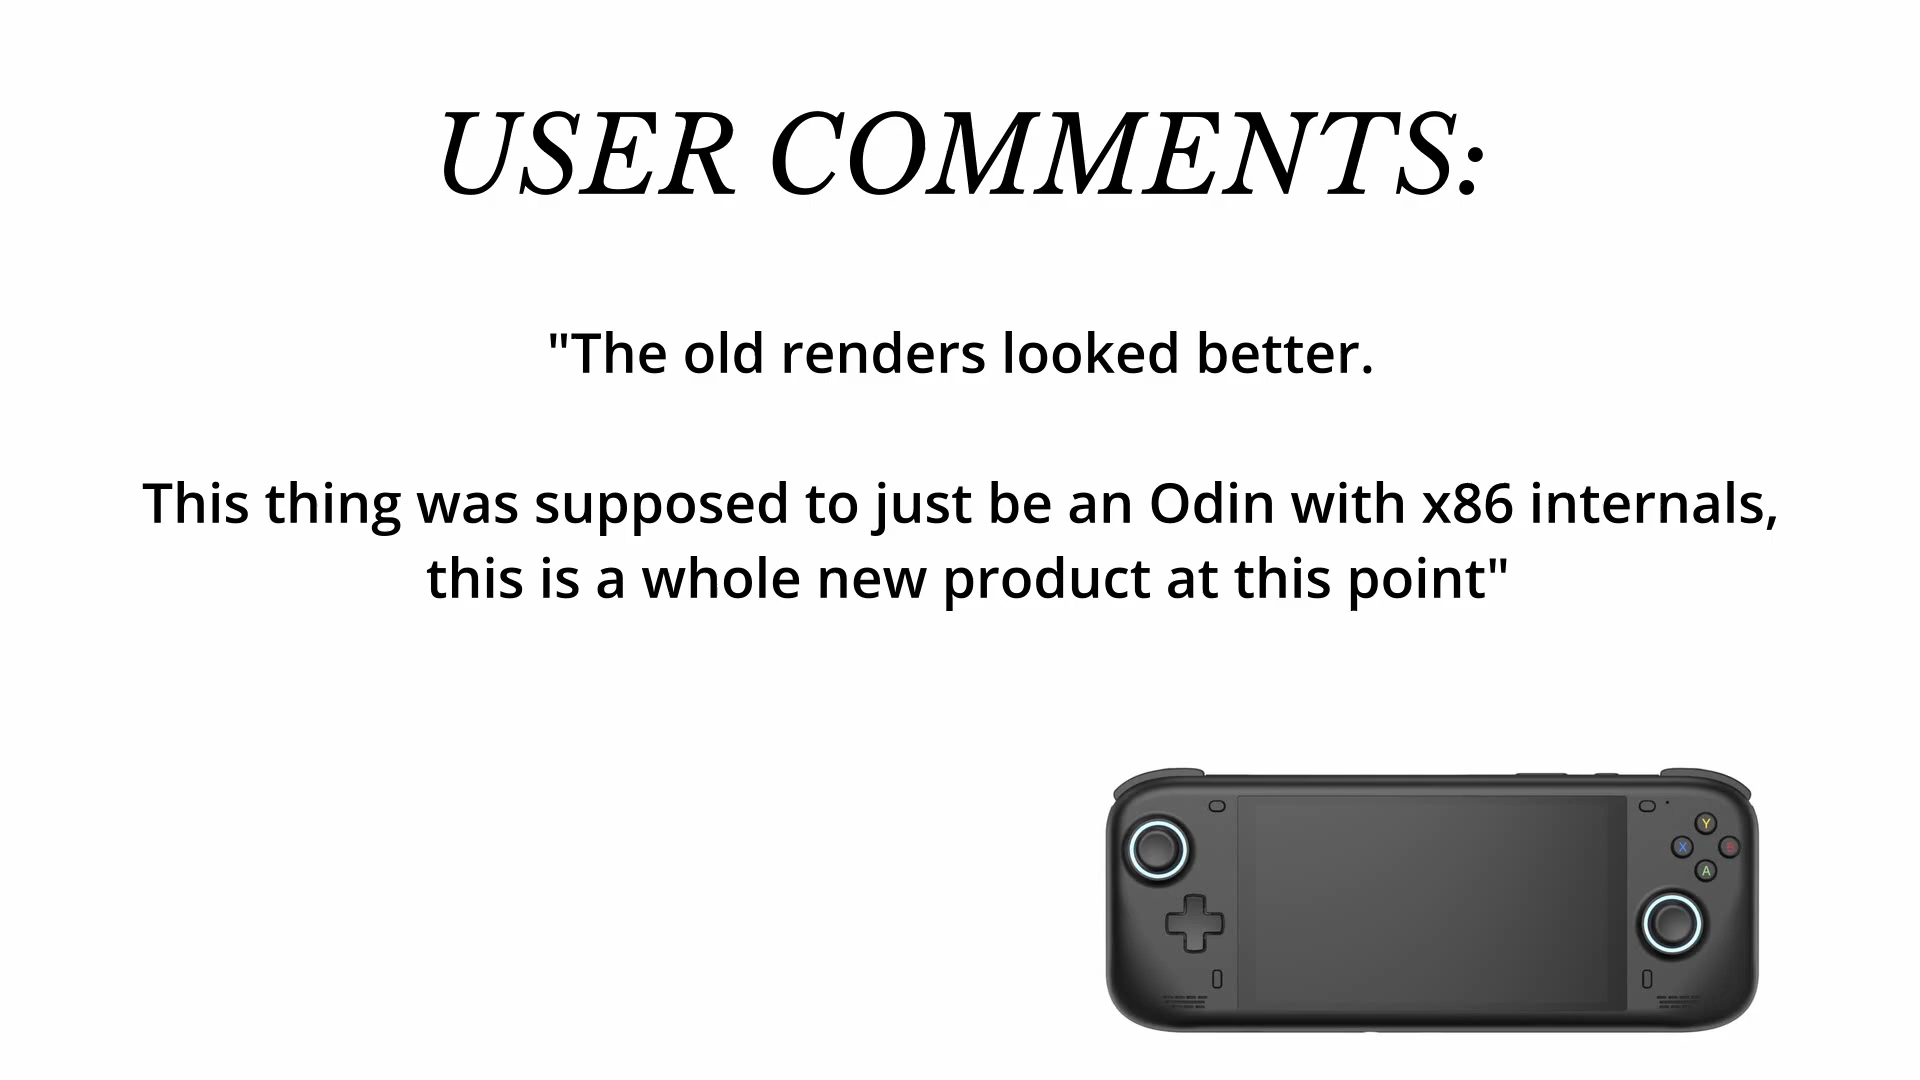 USER COMMENTS:
"The old renders looked better.
This thing was supposed to just be an Odin with x86 internals,
this is a whole new product at this point"
Y
X B
A